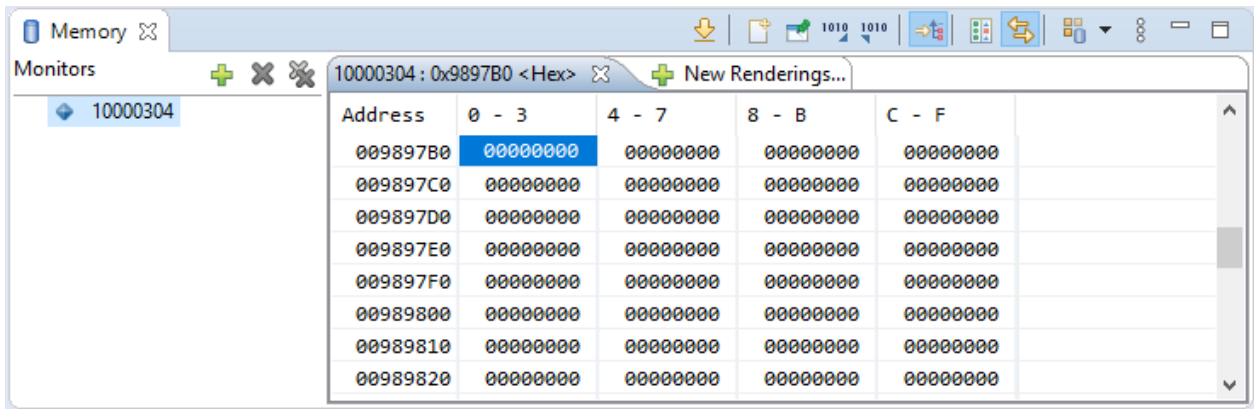 Memory
1010 1010
Monitors
10000304 : 0x9897B0 <Hex> New Renderings...
10000304
Address 0 - 3 4 - 7 8 - B C - F
009897B0 00000000 00000000 00000000 00000000
009897C0 00000000 00000000 00000000 00000000
009897D0 00000000 00000000 00000000 00000000
009897E0 00000000 00000000 00000000 00000000
009897F0 00000000 00000000 00000000 00000000
00989800 00000000 00000000 00000000 00000000
00989810 00000000 00000000 00000000 00000000
00989820 00000000 00000000 00000000 00000000